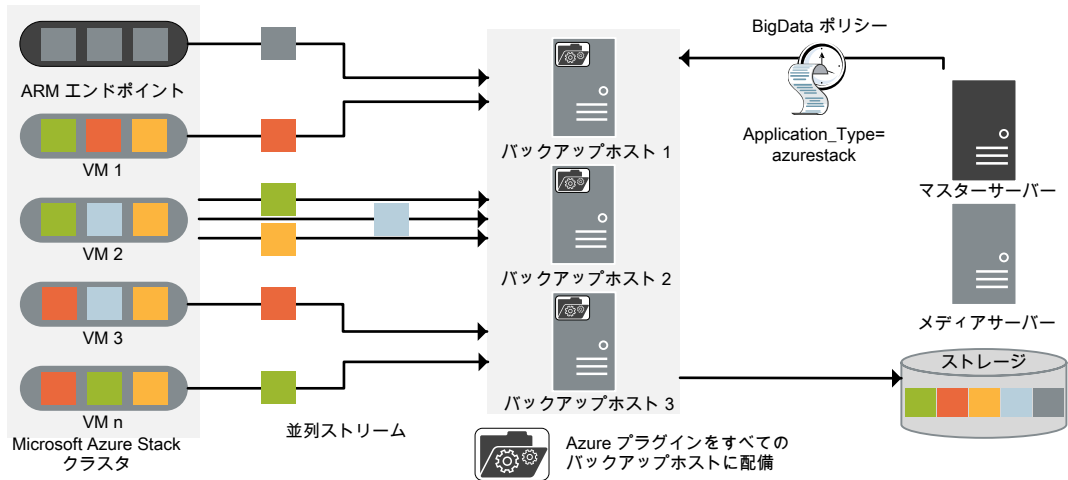 ARM エンドポイント
VM 1
VM 2
VM 3
VM n
Microsoft Azure Stack
クラスタ
並列ストリーム
バックアップホスト 1
バックアップホスト 2
バックアップホスト 3
Azure プラグインをすべての
バックアップホストに配備
BigData ポリシー
Application_Type=
azurestack
マスターサーバー
メディアサーバー
ストレージ